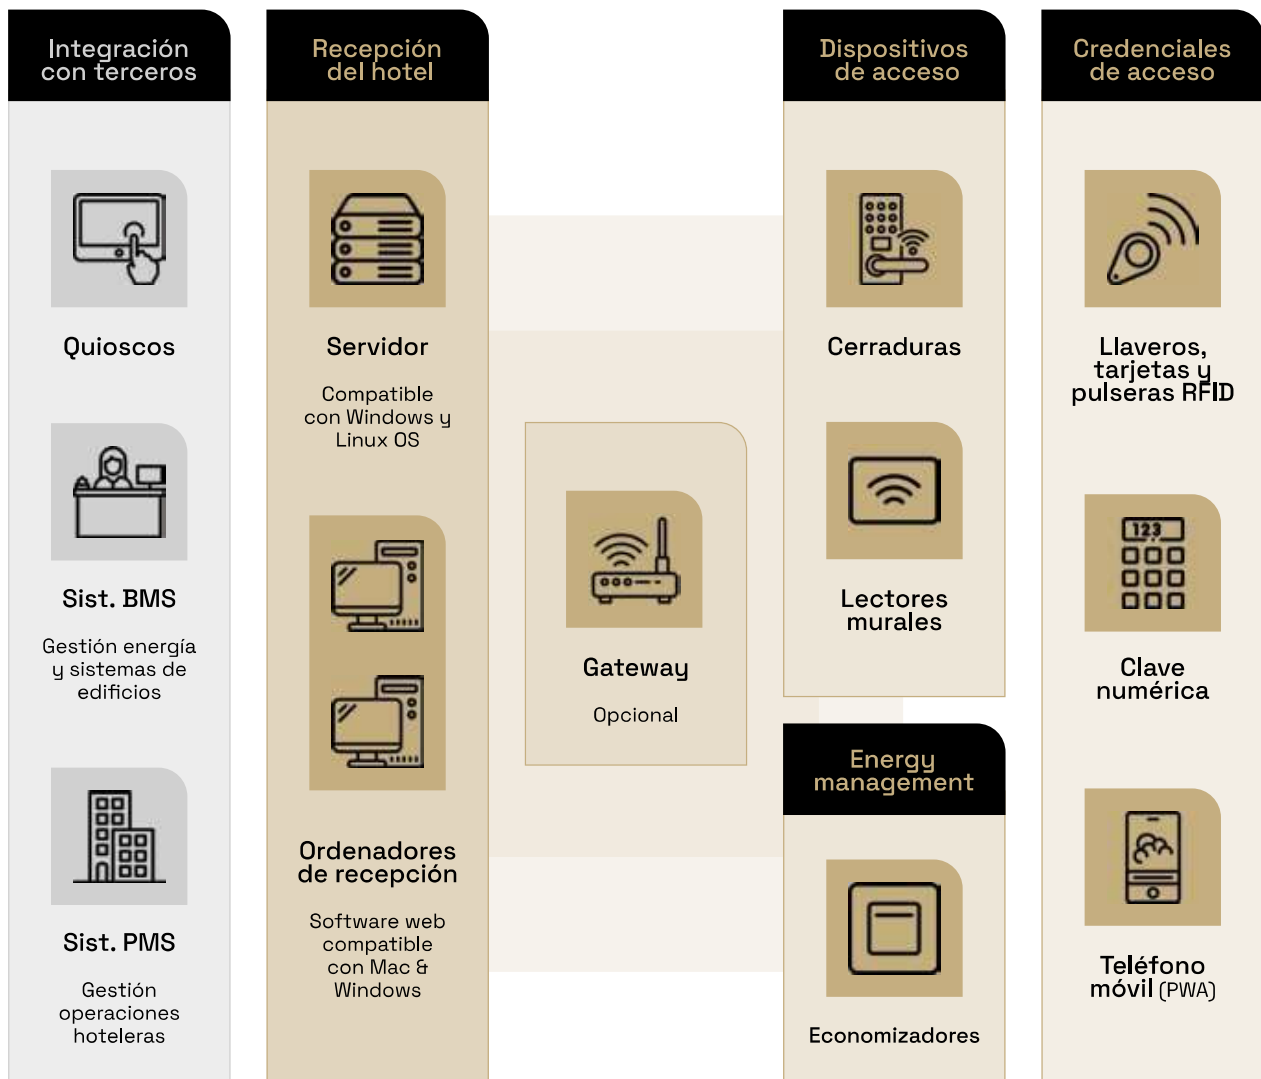 Integración
con terceros
Quioscos
Sist. BMS
Gestión energía
y sistemas de
edificios
Sist. PMS
Gestión
operaciones
hoteleras
Recepción
del hotel
Servidor
Compatible
con Windows y
Linux OS
Ordenadores
de recepción
Software web
compatible
con Mac &
Windows
Gateway
Opcional
Dispositivos
de acceso
Cerraduras
Lectores
murales
Energy
management
Economizadores
Credenciales
de acceso
Llaveros,
tarjetas y
pulseras RFID
123
Clave
numérica
Teléfono
móvil (PWA)